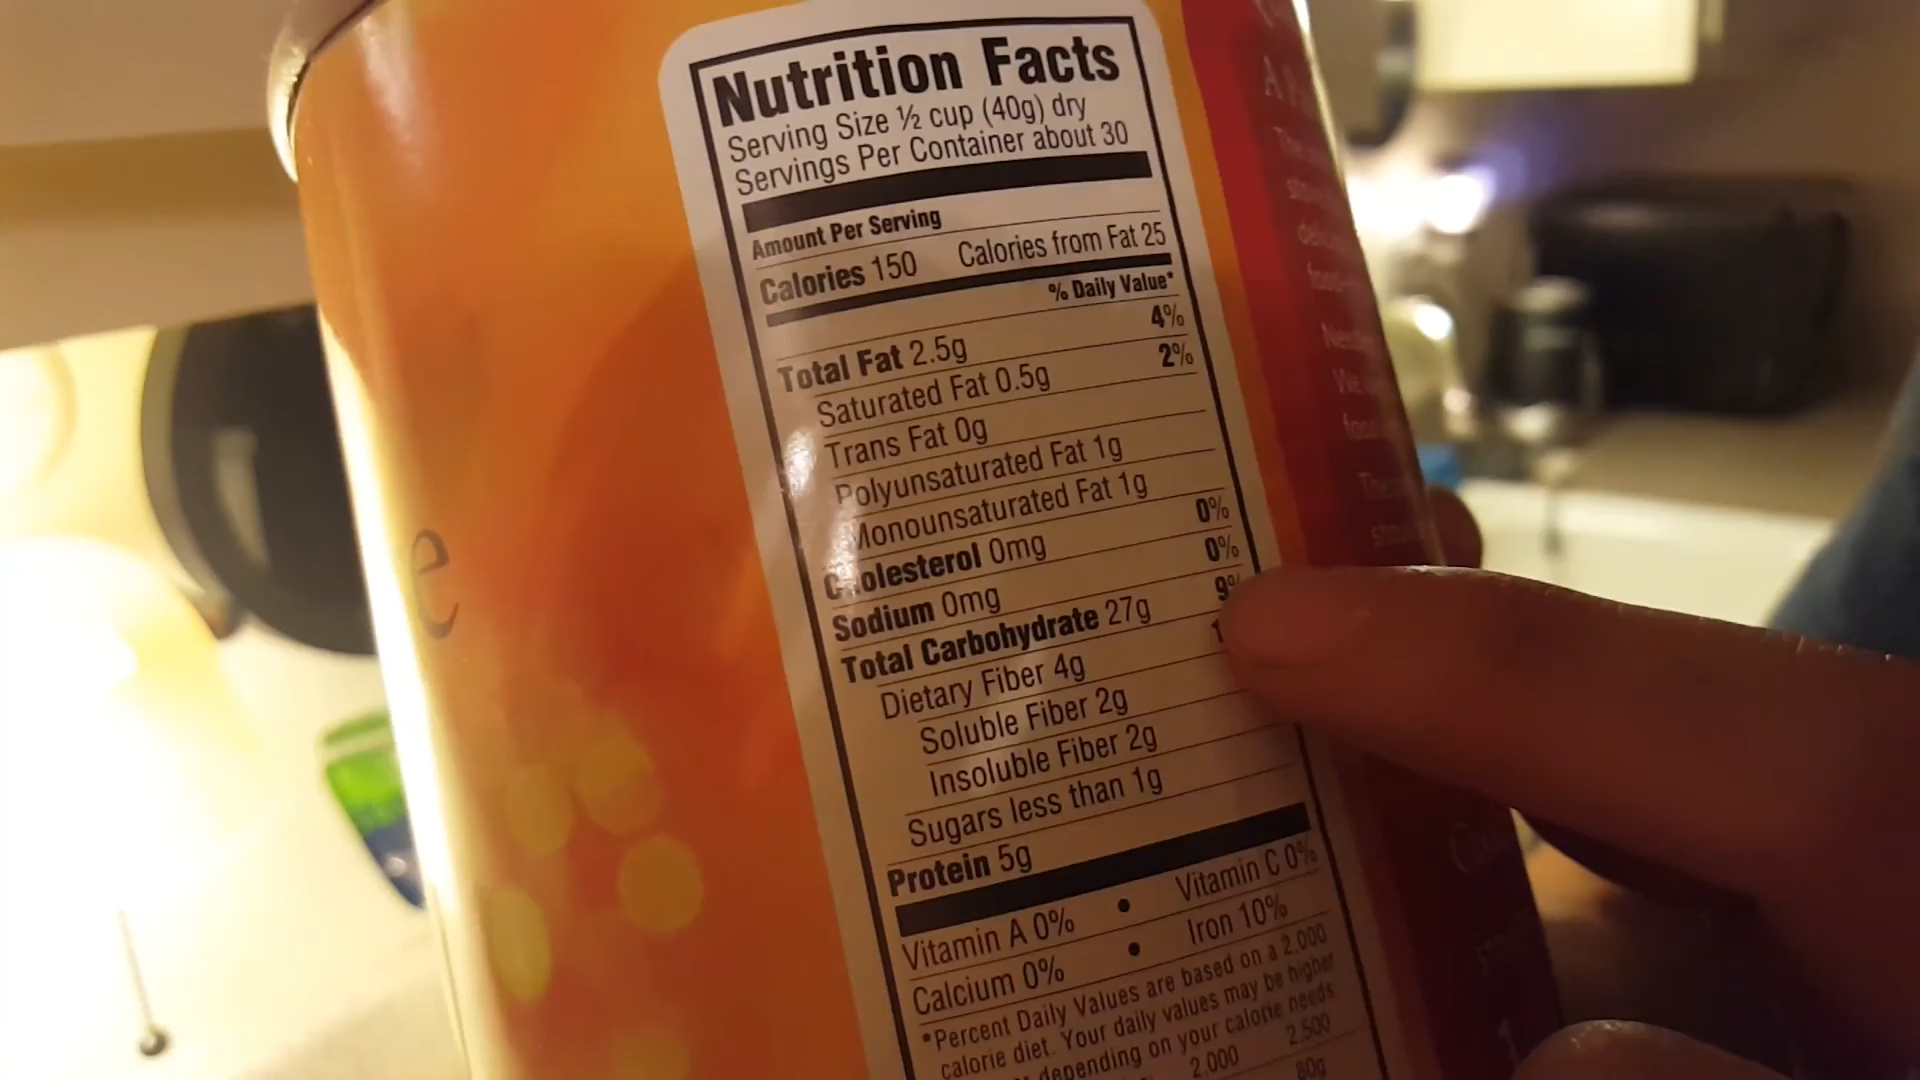 Nutrition Facts
Serving Size ½ cup (40g) dry
Servings Per Container about 30
Amount Per Serving
Calories 150 Calories from Fat 25
% Daily Value*
Total Fat 2.5g 4%
Saturated Fat 0.5g 2%
Trans Fat 0g
Polyunsaturated Fat 1g
Monounsaturated Fat 1g
Cholesterol 0mg 0%
Sodium 0mg 0%
Total Carbohydrate 27g 9%
Dietary Fiber 4g
Soluble Fiber 2g
Insoluble Fiber 2g
Sugars less than 1g
Protein 5g
Vitamin A 0% • Vitamin C 0%
Calcium 0% • Iron 10%
*Percent Daily Values are based on a 2,000
calorie diet. Your daily values may be higher
depending on your calorie needs
2,000 2,500
80g
e